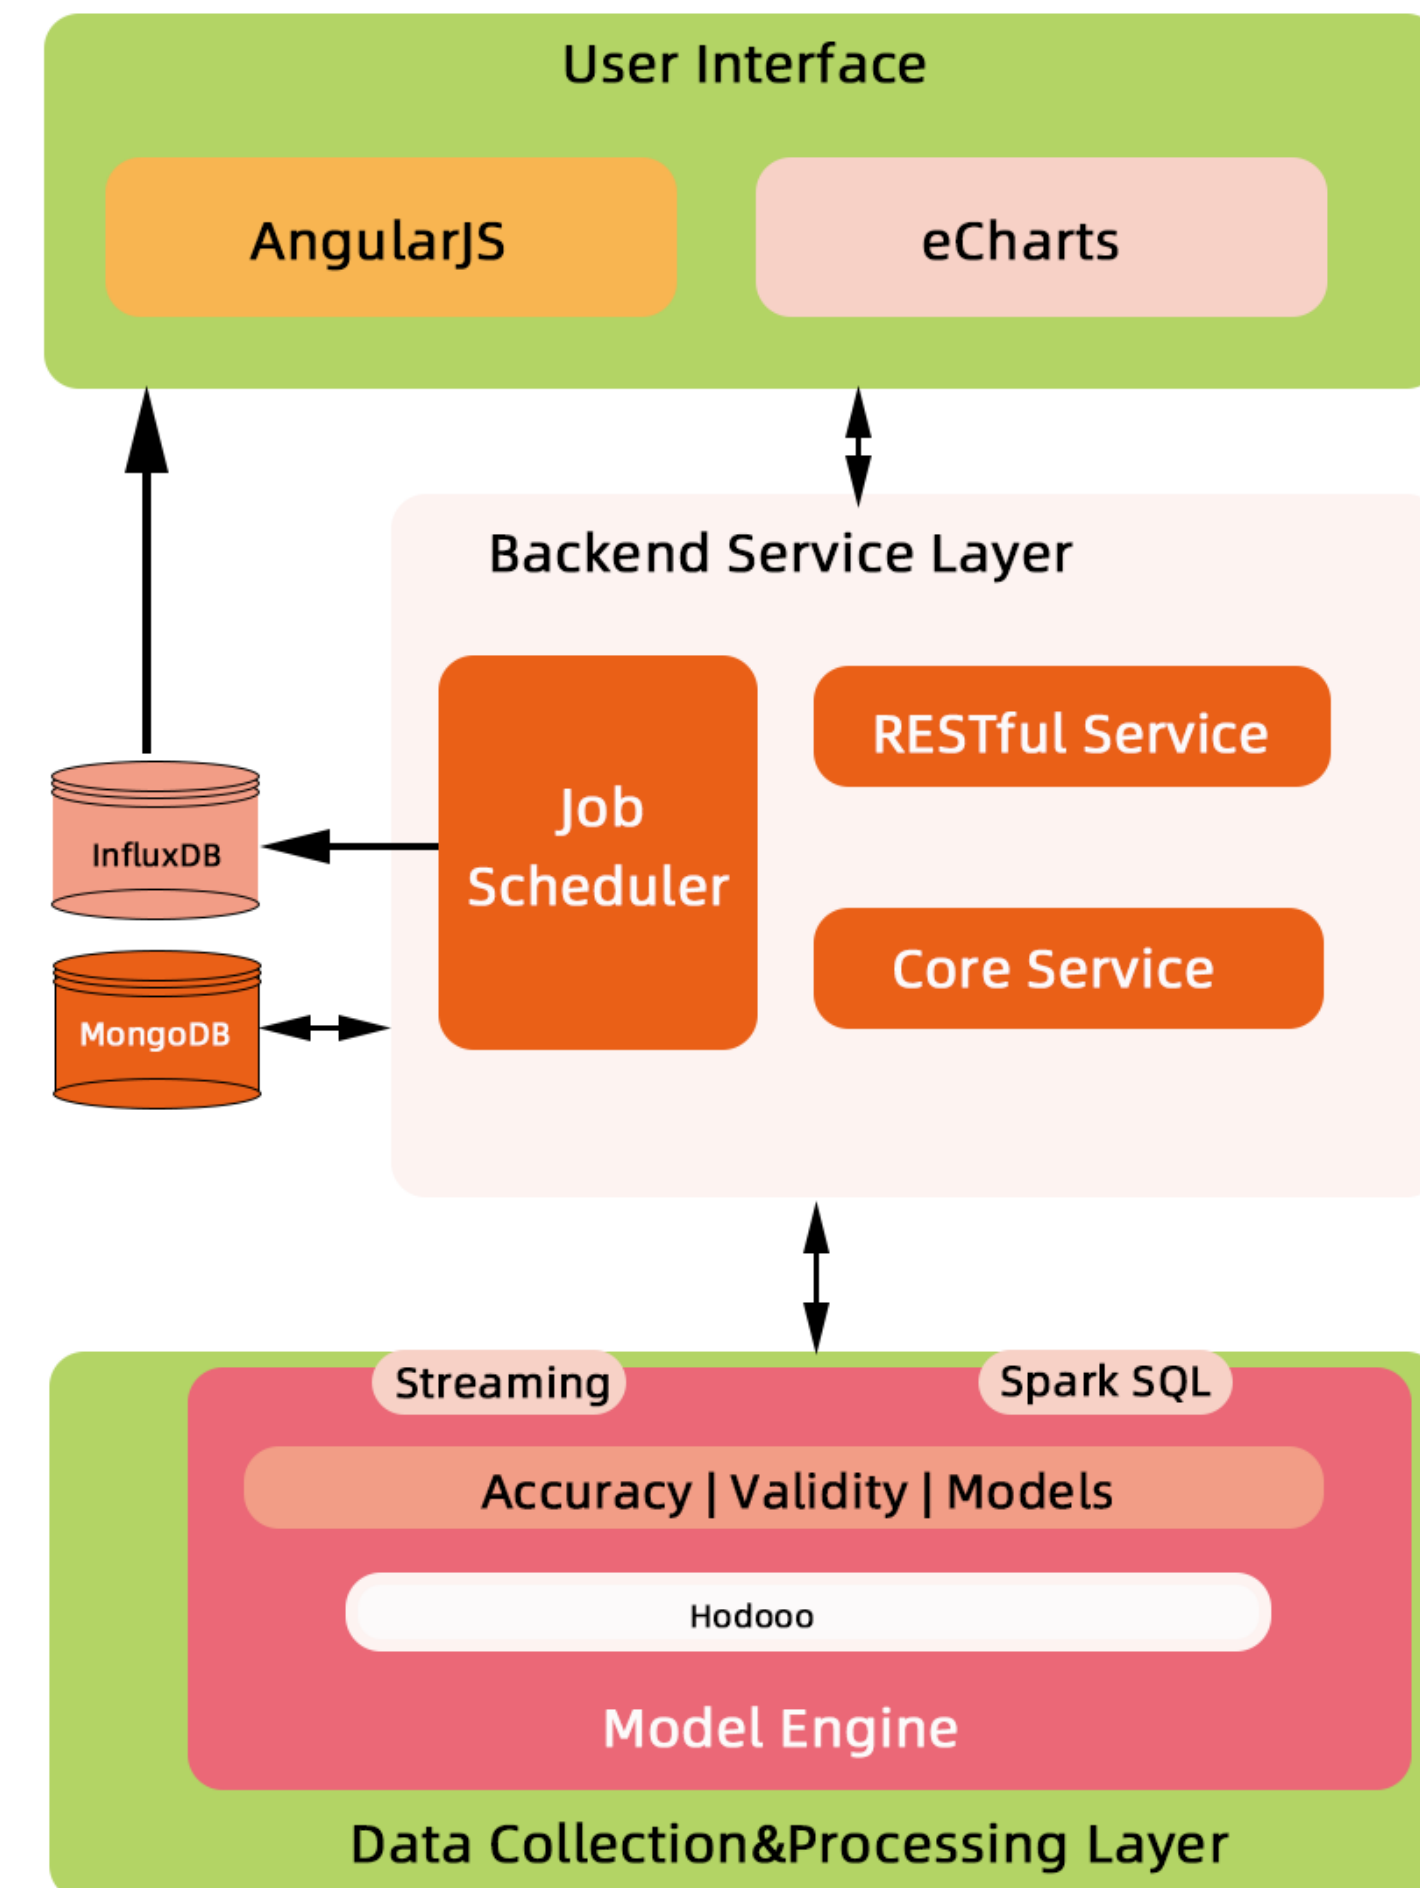 User Interface
AngularJS
eCharts
Backend Service Layer
Job
Scheduler
RESTful Service
Core Service
InfluxDB
MongoDB
Streaming
Spark SQL
Accuracy | Validity | Models
Hodooo
Model Engine
Data Collection&Processing Layer